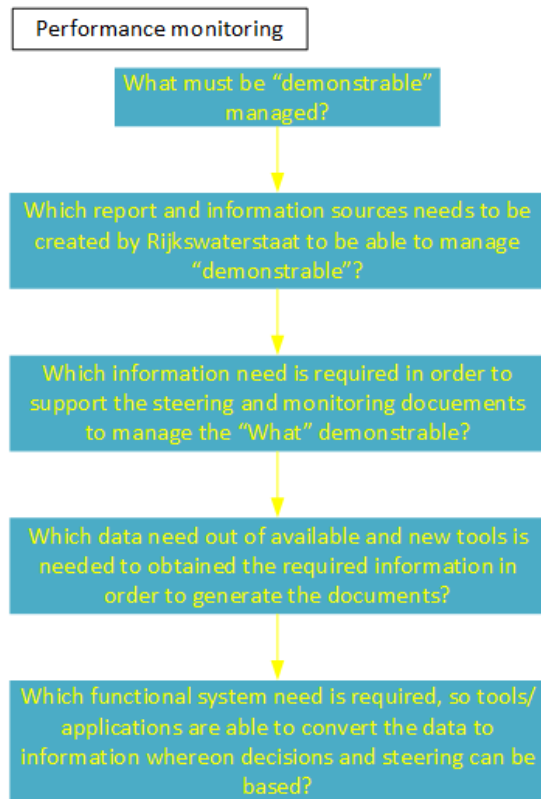 Performance monitoring
What must be “demonstrable”
managed?
Which report and information sources needs to be
created by Rijkswaterstaat to be able to manage
“demonstrable”?
Which information need is required in order to
support the steering and monitoring docuements
to manage the “What” demonstrable?
Which data need out of available and new tools is
needed to obtained the required information in
order to generate the documents?
Which functional system need is required, so tools/
applications are able to convert the data to
information whereon decisions and steering can be
based?